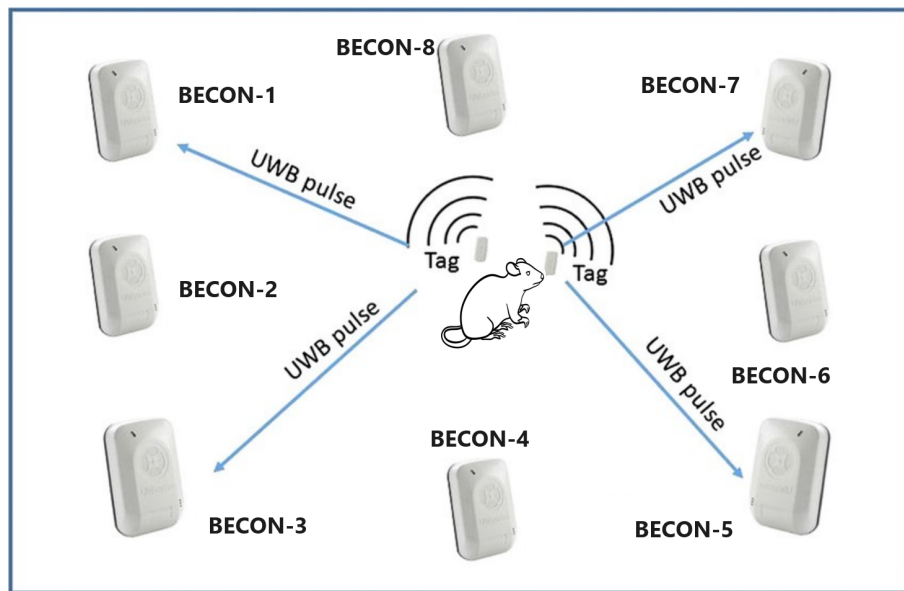 BECON-8
BECON-1
BECON-7
UWB pulse
UWB pulse
Tag
Tag
BECON-2
UWB pulse
UWB pulse
BECON-6
BECON-4
BECON-3
BECON-5